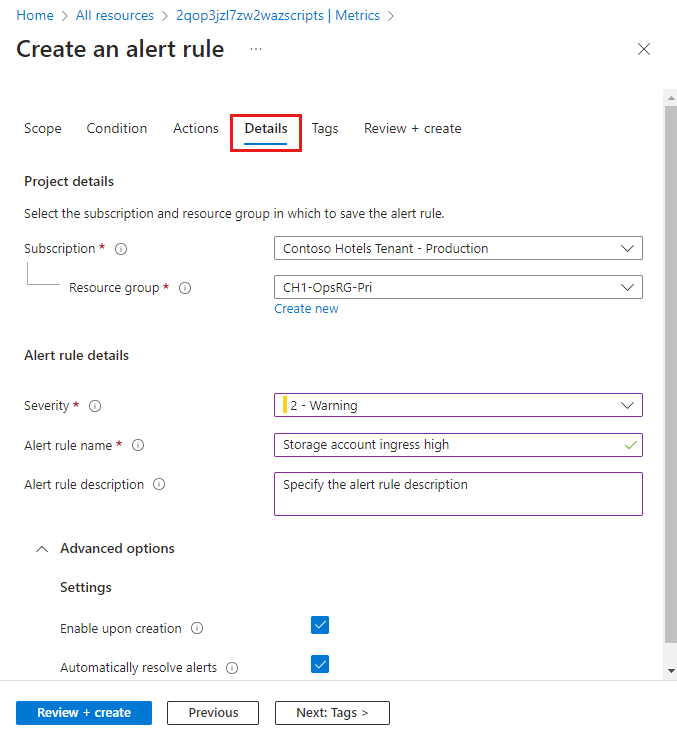 Home > All resources > 2qop3jzl7zw2wazscripts | Metrics >
Create an alert rule ...
Scope Condition Actions Details Tags Review + create
Project details
Select the subscription and resource group in which to save the alert rule.
Subscription * Contoso Hotels Tenant - Production
Resource group * CH1-OpsRG-Pri
Create new
Alert rule details
Severity * 2 - Warning
Alert rule name * Storage account ingress high
Alert rule description Specify the alert rule description
Advanced options
Settings
Enable upon creation
Automatically resolve alerts
Review + create Previous Next: Tags >